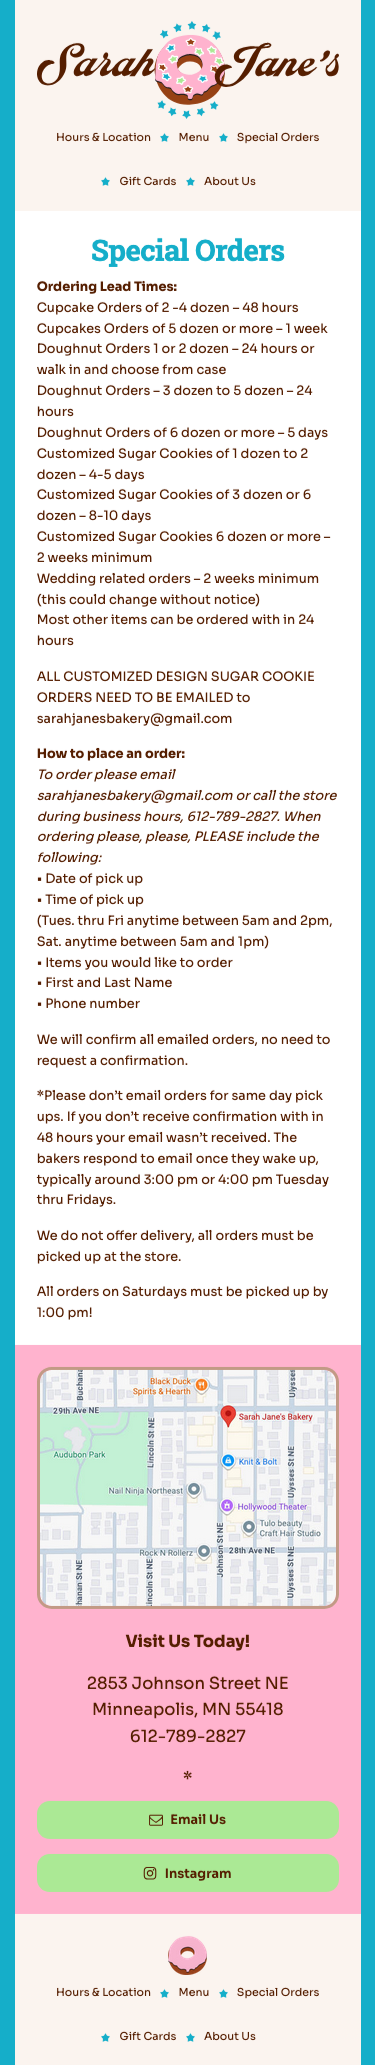 Sarah Jane's
Hours & Location Menu Special Orders
Gift Cards About Us
Special Orders
Ordering Lead Times:
Cupcake Orders of 2 -4 dozen – 48 hours
Cupcakes Orders of 5 dozen or more – 1 week
Doughnut Orders 1 or 2 dozen – 24 hours or
walk in and choose from case
Doughnut Orders – 3 dozen to 5 dozen – 24
hours
Doughnut Orders of 6 dozen or more – 5 days
Customized Sugar Cookies of 1 dozen to 2
dozen – 4-5 days
Customized Sugar Cookies of 3 dozen or 6
dozen – 8-10 days
Customized Sugar Cookies 6 dozen or more –
2 weeks minimum
Wedding related orders – 2 weeks minimum
(this could change without notice)
Most other items can be ordered with in 24
hours
ALL CUSTOMIZED DESIGN SUGAR COOKIE
ORDERS NEED TO BE EMAILED to
sarahjanesbakery@gmail.com
How to place an order:
To order please email
sarahjanesbakery@gmail.com or call the store
during business hours, 612-789-2827. When
ordering please, please, PLEASE include the
following:
• Date of pick up
• Time of pick up
(Tues. thru Fri anytime between 5am and 2pm,
Sat. anytime between 5am and 1pm)
• Items you would like to order
• First and Last Name
• Phone number
We will confirm all emailed orders, no need to
request a confirmation.
*Please don't email orders for same day pick
ups. If you don't receive confirmation with in
48 hours your email wasn't received. The
bakers respond to email once they wake up,
typically around 3:00 pm or 4:00 pm Tuesday
thru Fridays.
We do not offer delivery, all orders must be
picked up at the store.
All orders on Saturdays must be picked up by
1:00 pm!
Buchana
Ulysses
Black Duck
Spirits & Hearth
29th Ave NE
Sarah Jane's Bakery
Lincoln St NE
Audubon Park
Knit & Bolt
Ulysses St NE
Nail Ninja Northeast
Hollywood Theater
Tulo beauty
Craft Hair Studio
Johnson St NE
Rock N Rollerz
28th Ave NE
hanan St NE
incoln St NE
Ulysses St NE
Visit Us Today!
2853 Johnson Street NE
Minneapolis, MN 55418
612-789-2827
*
Email Us
Instagram
Hours & Location Menu Special Orders
Gift Cards About Us